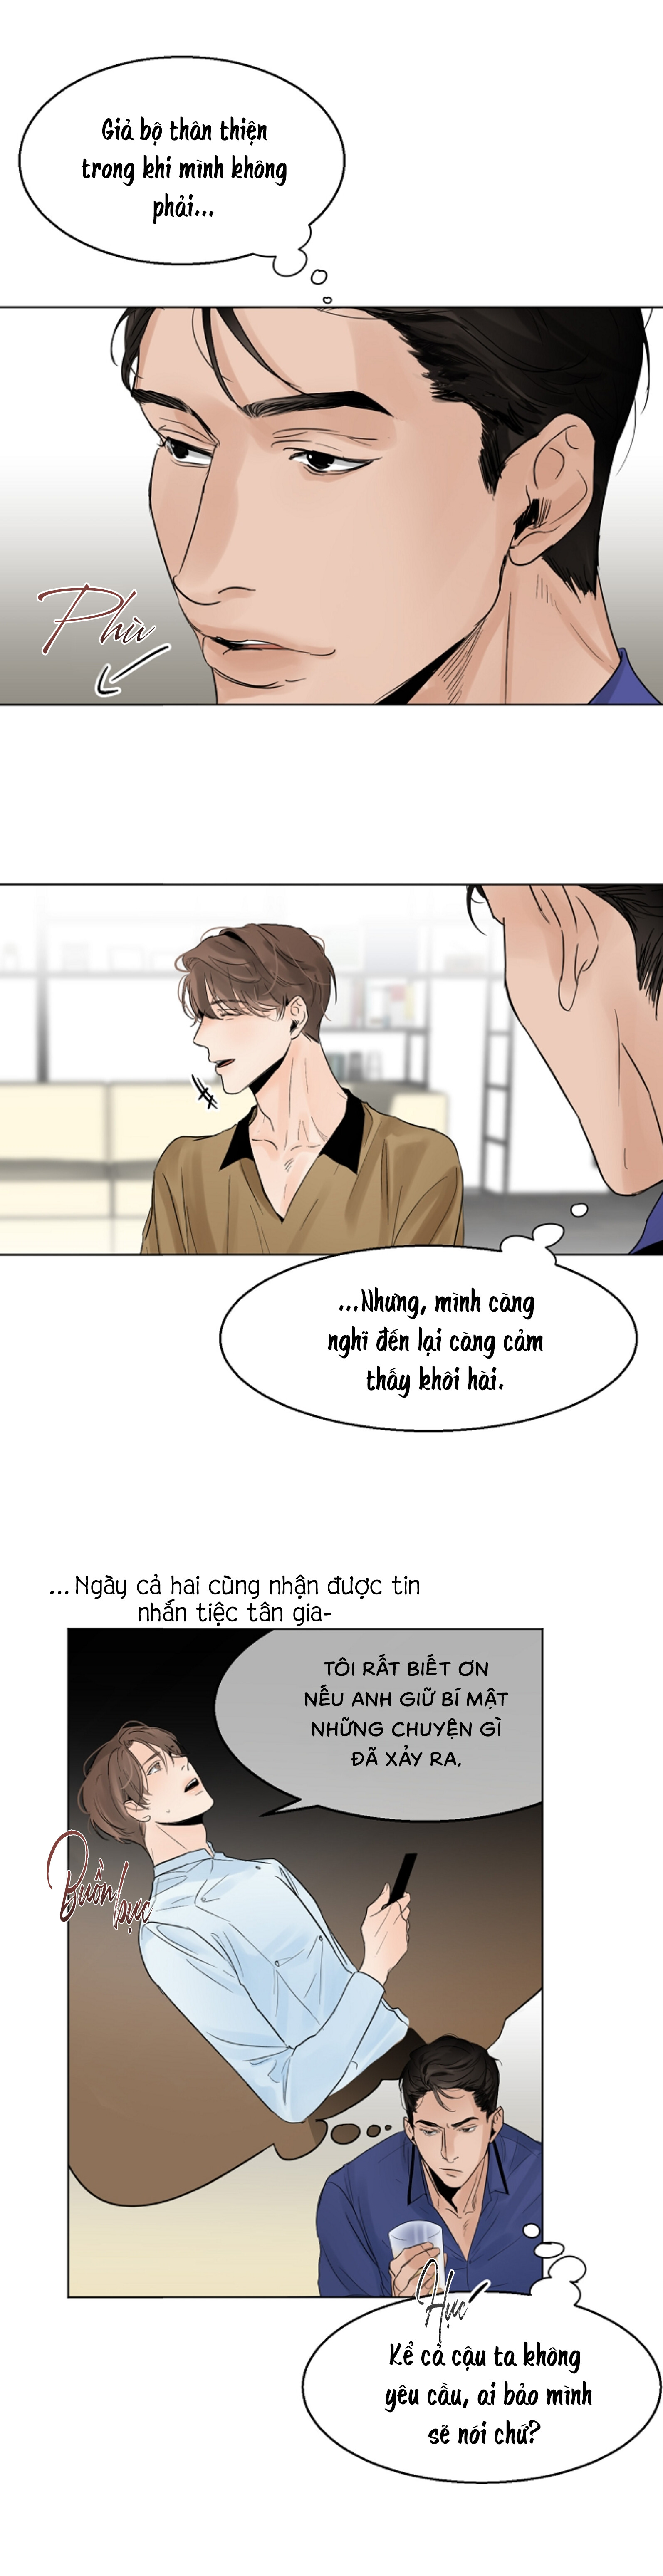 Giả bộ thân thiện
trong khi mình không
phải...
Phù
...Nhưng, mình càng
nghĩ đến lại càng cảm
thấy khôi hài.
...Ngày cả hai cùng nhận được tin
nhắn tiệc tân gia-
TÔI RẤT BIẾT ƠN
NẾU ANH GIỮ BÍ MẬT
NHỮNG CHUYỆN GÌ
ĐÃ XẢY RA.
Buồn bực
Hực
Kể cả cậu ta không
yêu cầu, ai bảo mình
sẽ nói chứ?